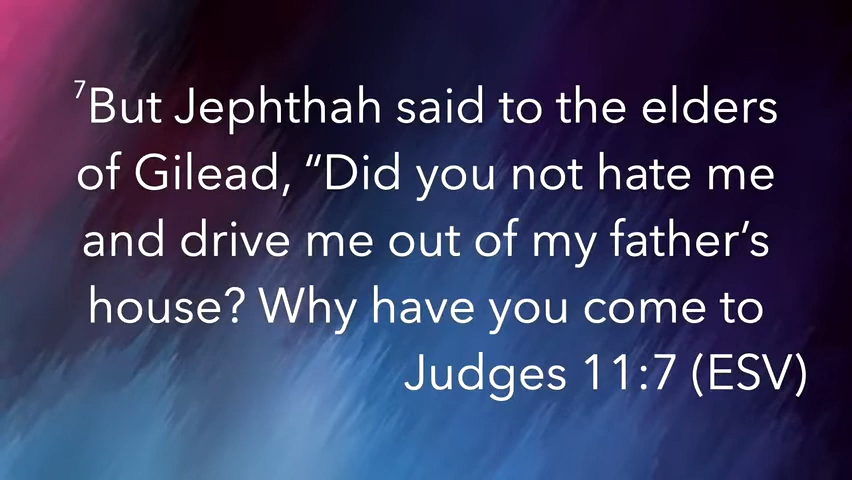 ⁷But Jephthah said to the elders
of Gilead, “Did you not hate me
and drive me out of my father’s
house? Why have you come to
Judges 11:7 (ESV)